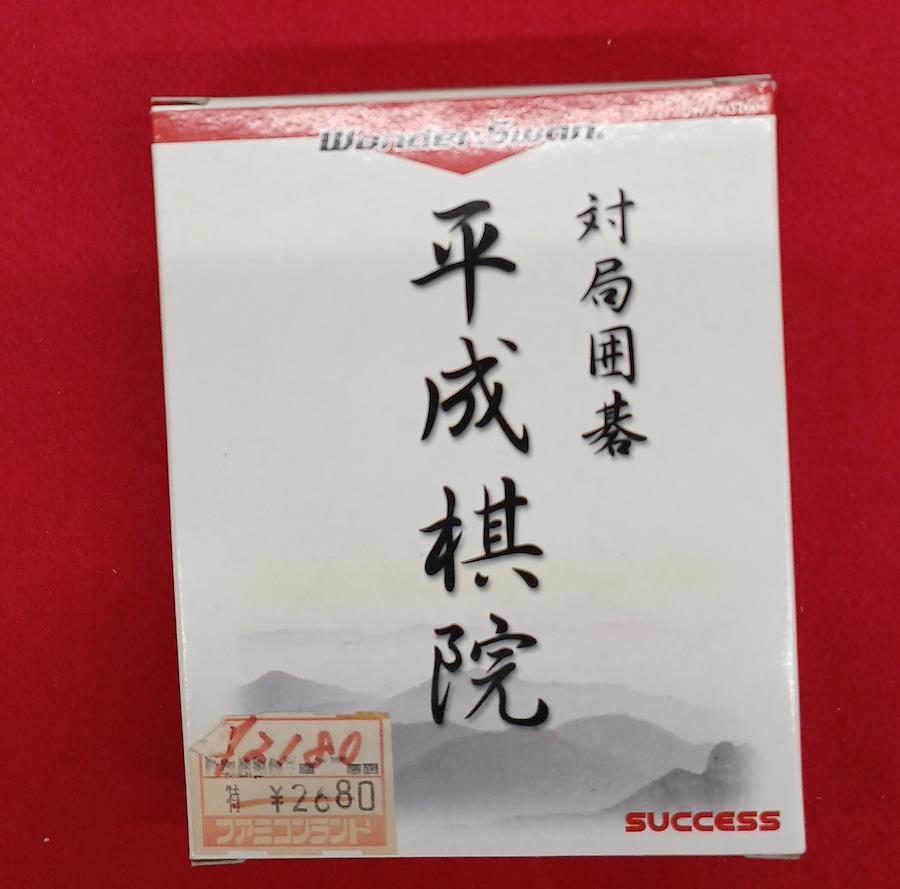 WonderSwan
対局囲碁
平成棋院
¥2180
特 ¥2680
ファミコンランド
SUCCESS